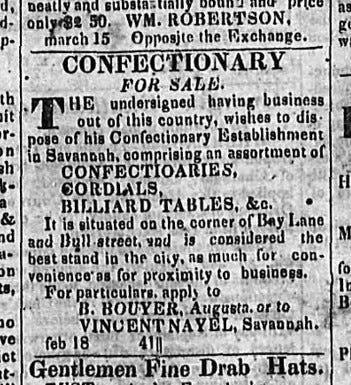 neatly and substantially bound and price
only $2 50. WM. ROBERTSON,
march 15 Opposite the Exchange.
CONFECTIONARY
FOR SALE.
THE undersigned having business
out of this country, wishes to dis-
pose of his Confectionary Establishment
in Savannah, comprising an assortment of
CONFECTIOARIES,
CORDIALS,
BILLIARD TABLES, &c.
It is situated on the corner of Bay Lane
and Bull street, and is considered the
best stand in the city, as much for con-
venience as for proximity to business.
For particulars apply to
B. BOUYER, Augusta. or to
VINCENT NAYEL, Savannah.
feb 18 41||
Gentlemen Fine Drab Hats.